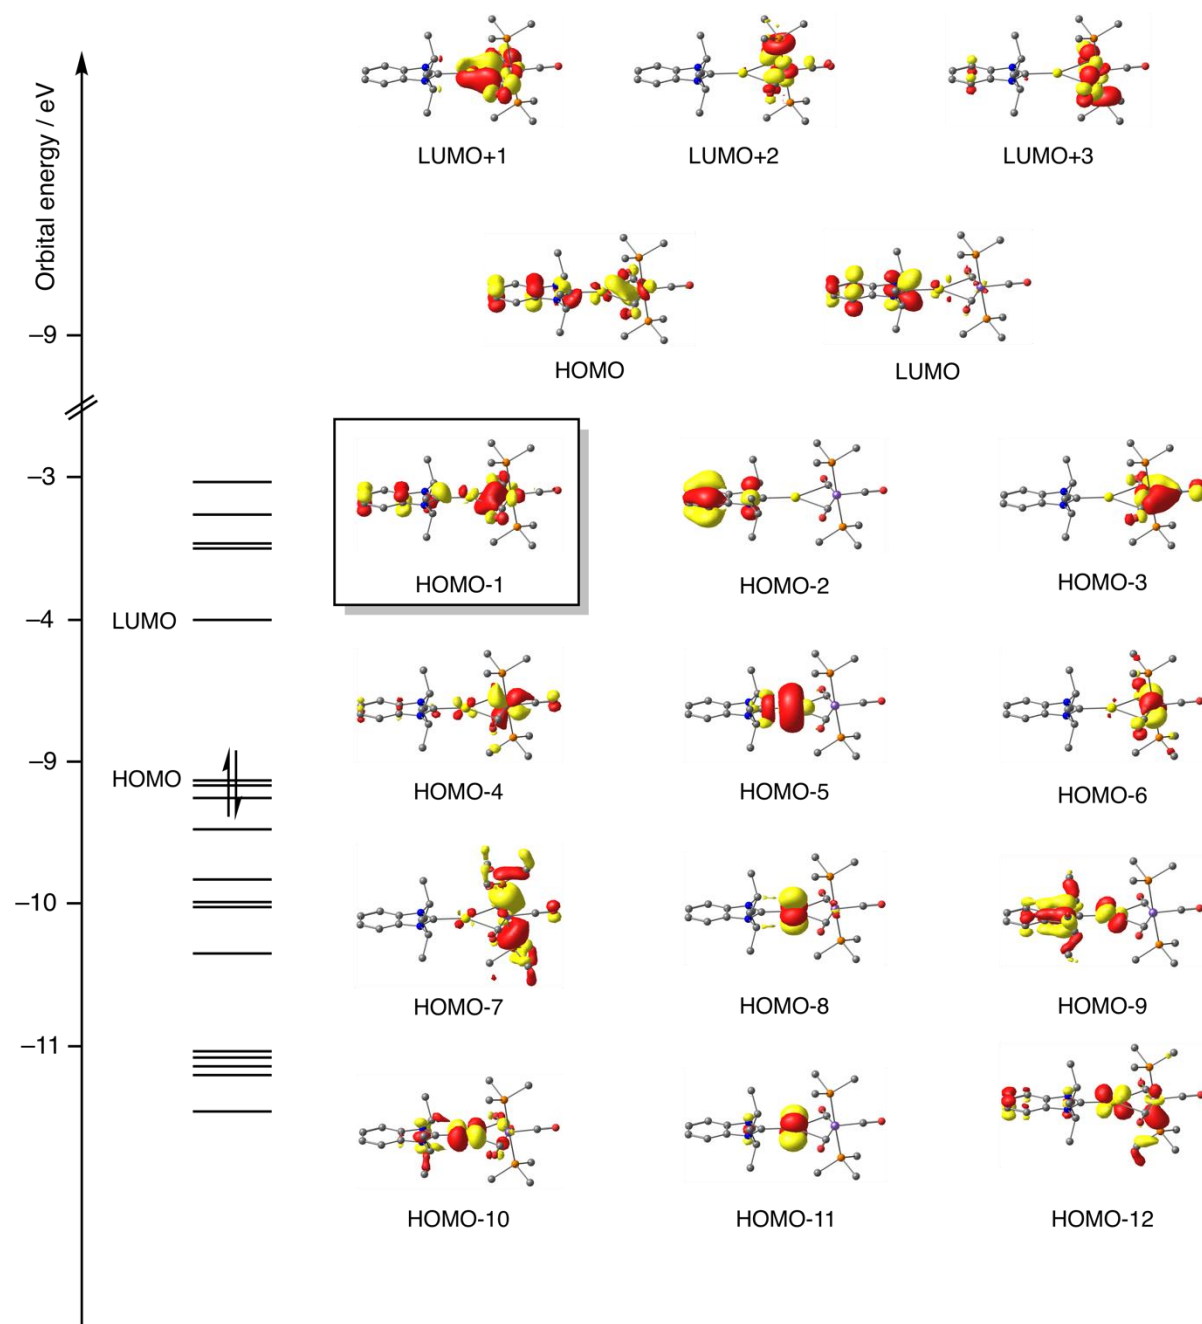 Orbital energy / eV
LUMO+1
LUMO+2
LUMO+3
–9
HOMO
LUMO
–3
HOMO-1
HOMO-2
HOMO-3
–4
LUMO
HOMO-4
HOMO-5
HOMO-6
–9
HOMO
HOMO-7
HOMO-8
HOMO-9
–10
–11
HOMO-10
HOMO-11
HOMO-12